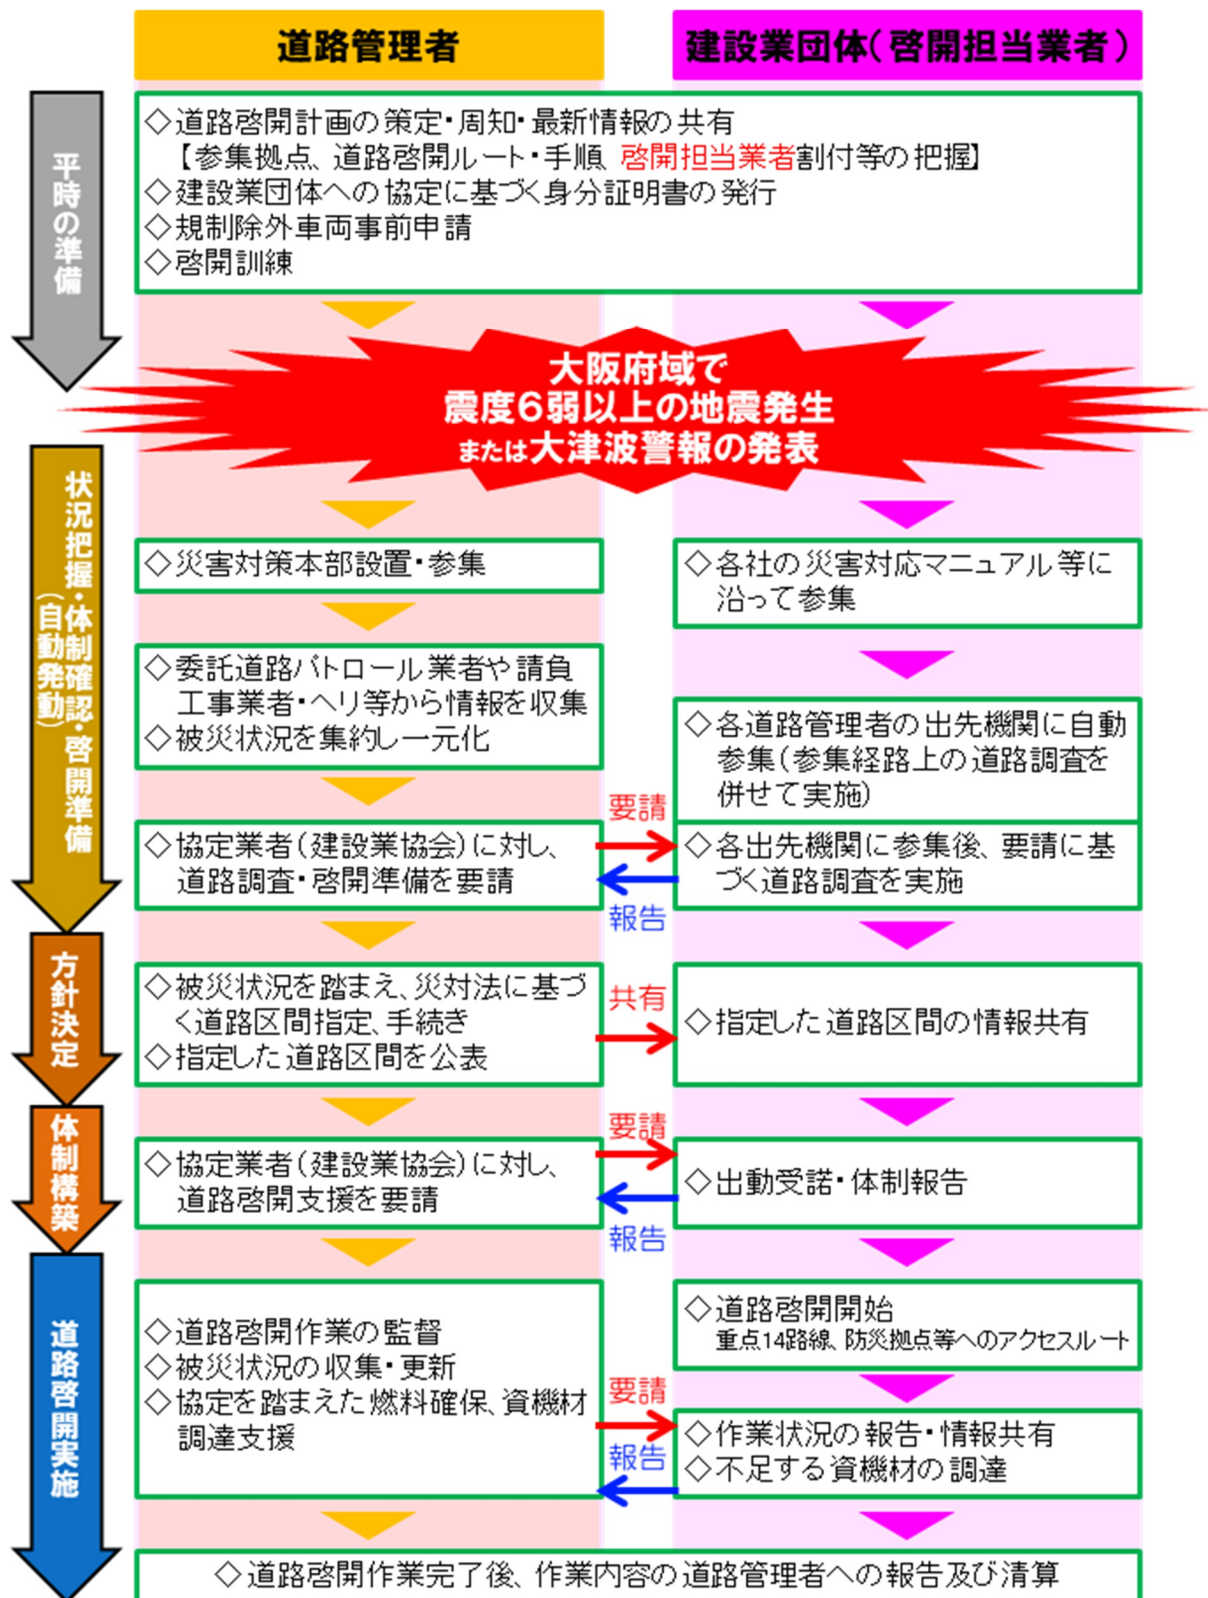 道路管理者
建設業団体(啓開担当業者)
平時の準備
◇道路啓開計画の策定・周知・最新情報の共有
【参集拠点、道路啓開ルート・手順、啓開担当業者割付等の把握】
◇建設業団体への協定に基づく身分証明書の発行
◇規制除外車両事前申請
◇啓開訓練
大阪府域で
震度6弱以上の地震発生
または大津波警報の発表
状況把握・体制確認・啓開準備
(自動発動)
◇災害対策本部設置・参集
◇各社の災害対応マニュアル等に
沿って参集
◇委託道路パトロール業者や請負
工事業者・ヘリ等から情報を収集
◇被災状況を集約し一元化
◇各道路管理者の出先機関に自動
参集(参集経路上の道路調査を
併せて実施)
要請
◇協定業者(建設業協会)に対し、
道路調査・啓開準備を要請
◇各出先機関に参集後、要請に基
づく道路調査を実施
報告
方針決定
◇被災状況を踏まえ、災対法に基づ
く道路区間指定、手続き
◇指定した道路区間を公表
共有
◇指定した道路区間の情報共有
体制構築
要請
◇協定業者(建設業協会)に対し、
道路啓開支援を要請
◇出動受諾・体制報告
報告
道路啓開実施
◇道路啓開作業の監督
◇被災状況の収集・更新
◇協定を踏まえた燃料確保、資機材
調達支援
◇道路啓開開始
重点14路線、防災拠点等へのアクセスルート
要請
報告
◇作業状況の報告・情報共有
◇不足する資機材の調達
◇道路啓開作業完了後、作業内容の道路管理者への報告及び清算